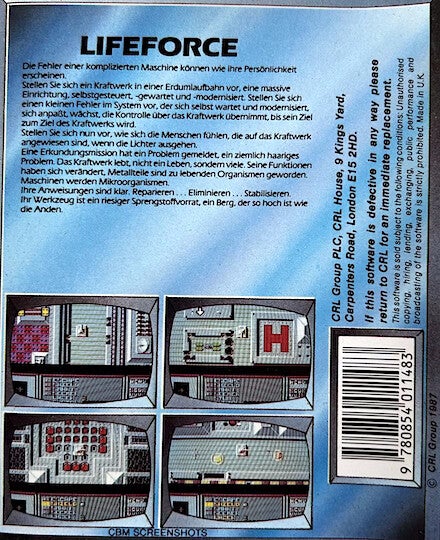 LIFEFORCE
Die Fehler einer komplizierten Maschine können wie ihre Persönlichkeit
erscheinen.
Stellen Sie sich ein Kraftwerk in einer Erdumlaufbahn vor, eine massive
Einrichtung, selbstgesteuert, -gewartet und -modernisiert. Stellen Sie sich
einen kleinen Fehler im System vor, der sich selbst wartet und modernisiert,
sich anpaßt, wächst, die Kontrolle über das Kraftwerk übernimmt, bis sein Ziel
zum Ziel des Kraftwerks wird.
Stellen Sie sich nun vor, wie sich die Menschen fühlen, die auf das Kraftwerk
angewiesen sind, wenn die Lichter ausgehen.
Eine Erkundungsmission hat ein Problem gemeldet, ein ziemlich haariges
Problem. Das Kraftwerk lebt, nicht ein Leben, sondern viele. Seine Funktionen
haben sich verändert, Metallteile sind zu lebenden Organismen geworden.
Maschinen werden Mikroorganismen.
Ihre Anweisungen sind klar. Reparieren . . . Eliminieren . . . Stabilisieren.
Ihr Werkzeug ist ein riesiger Sprengstoffvorrat, ein Berg, der so hoch ist wie
die Anden.
CRL Group PLC, CRL House, 9 Kings Yard,
Carpenters Road, London E15 2HD.
If this software is defective in any way please
return to CRL for an immediate replacement.
This software is sold subject to the following conditions: Unauthorised
copying, hiring, lending, exchanging, public performance and
broadcasting of the software is strict prohibited. Made in U.K.
H
9 780854 011483
© CRL Group 1987
CBM SCREENSHOTS